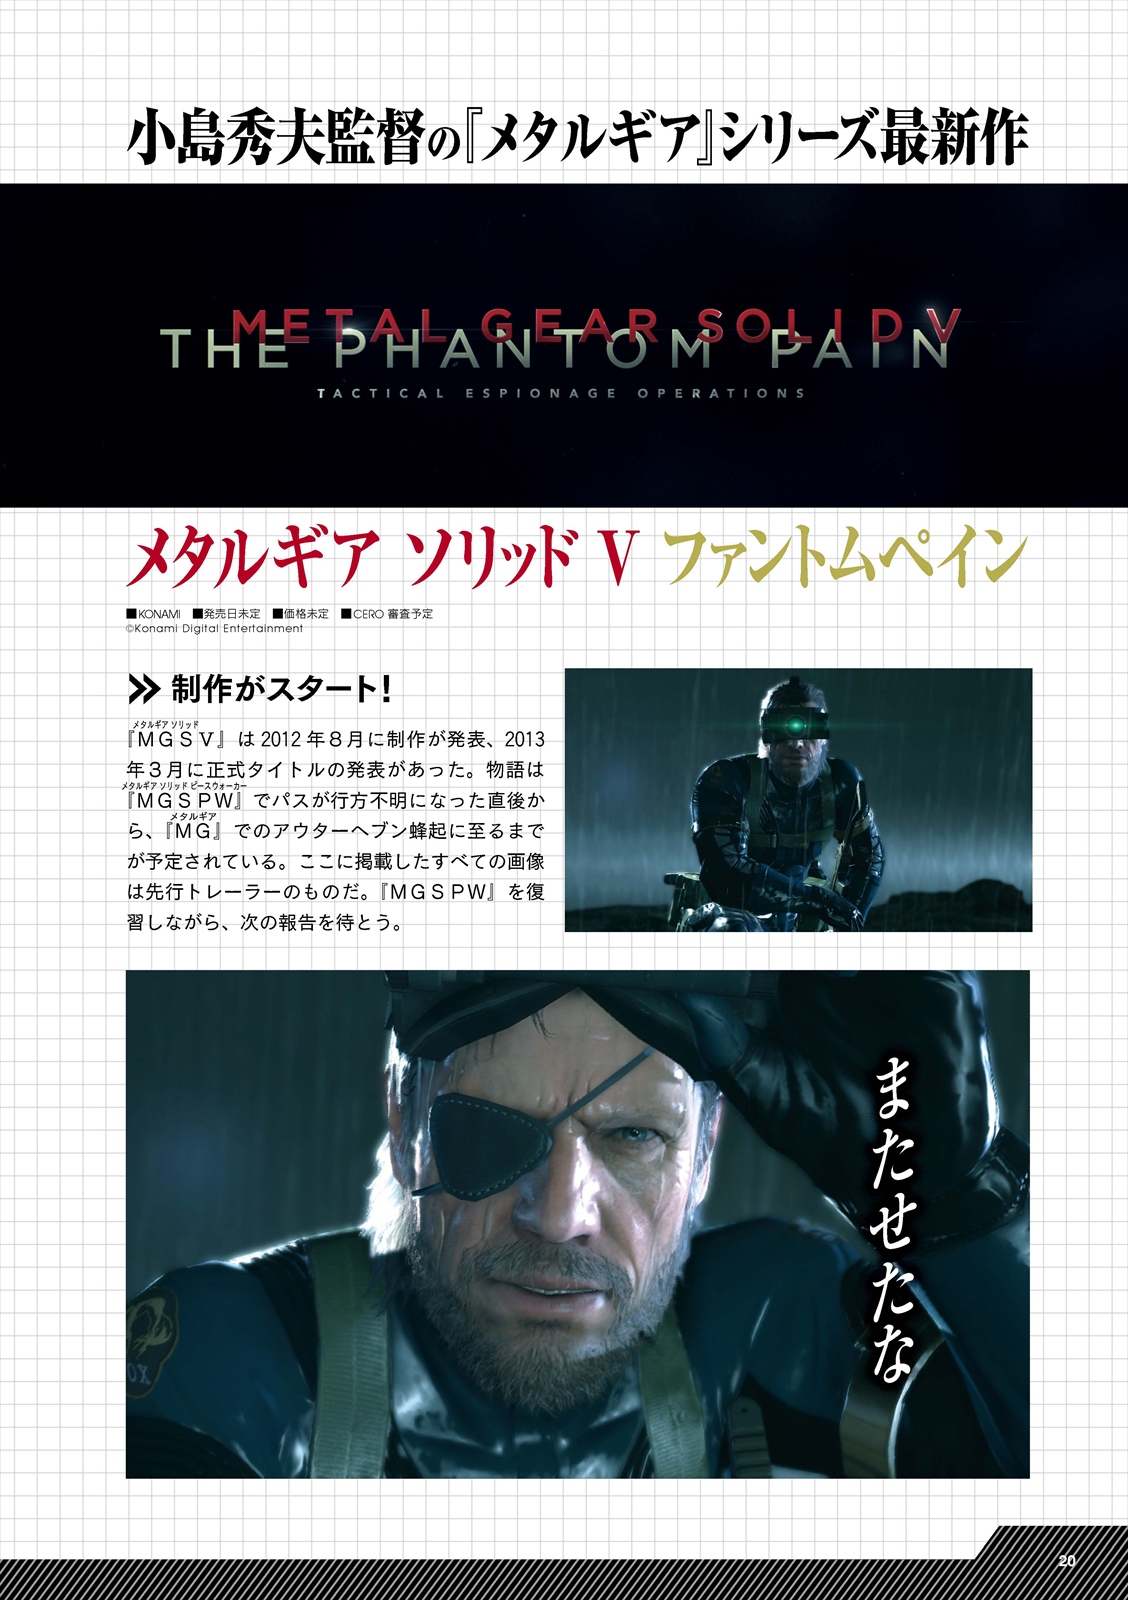 小島秀夫監督の『メタルギア』シリーズ最新作
METAL GEAR SOLID V
THE PHANTOM PAIN
TACTICAL ESPIONAGE OPERATIONS
メタルギア ソリッド V ファントムペイン
■KONAMI ■発売日未定 ■価格未定 ■CERO 審査予定
©Konami Digital Entertainment
制作がスタート!
メタルギア ソリッド
『MGSV』は2012年8月に制作が発表、2013
年3月に正式タイトルの発表があった。物語は
メタルギア ソリッド ピースウォーカー
『MGSPW』でパスが行方不明になった直後か
メタルギア
ら、『MG』でのアウターヘブン蜂起に至るまで
が予定されている。ここに掲載したすべての画像
は先行トレーラーのものだ。『MGSPW』を復
習しながら、次の報告を待とう。
またせたな
OX
20